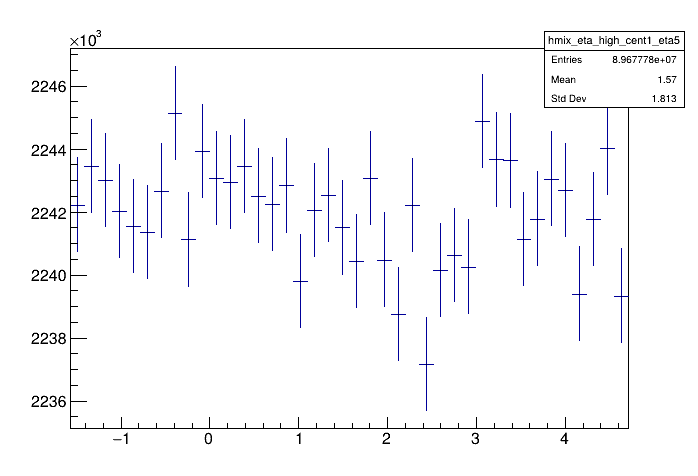 ×10³
hmix_eta_high_cent1_eta5
Entries 8.967778e+07
Mean 1.57
Std Dev 1.813
2246
2244
2242
2240
2238
2236
−1 0 1 2 3 4